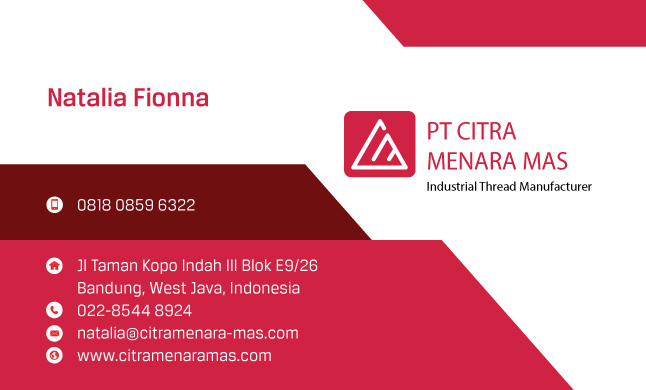 Natalia Fionna
PT CITRA
MENARA MAS
Industrial Thread Manufacturer
0818 0859 6322
Jl Taman Kopo Indah III Blok E9/26
Bandung, West Java, Indonesia
022-8544 8924
natalia@citramenara-mas.com
www.citramenaramas.com